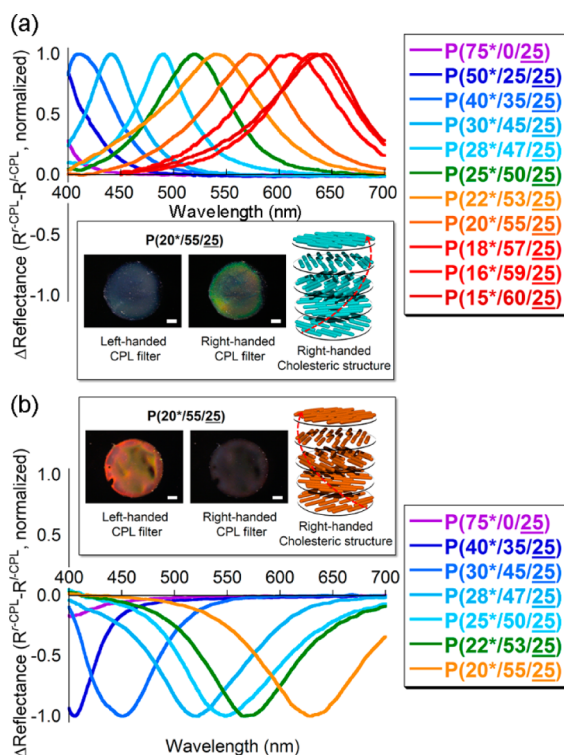 (a)
ΔReflectance (Rʳ⁻ᶜᴾᴸ-Rˡ⁻ᶜᴾᴸ, normalized)
1.0
0.5
0
400 450 500 550 600 650 700
Wavelength (nm)
-0.5
-1.0
P(20*/55/25)
Left-handed
CPL filter
Right-handed
CPL filter
Right-handed
Cholesteric structure
P(75*/0/25)
P(50*/25/25)
P(40*/35/25)
P(30*/45/25)
P(28*/47/25)
P(25*/50/25)
P(22*/53/25)
P(20*/55/25)
P(18*/57/25)
P(16*/59/25)
P(15*/60/25)
(b)
ΔReflectance (Rʳ⁻ᶜᴾᴸ-Rˡ⁻ᶜᴾᴸ, normalized)
P(20*/55/25)
Left-handed
CPL filter
Right-handed
CPL filter
Right-handed
Cholesteric structure
1.0
0.5
400 450 500 550 600 650 700
0.0
-0.5
-1.0
Wavelength (nm)
P(75*/0/25)
P(40*/35/25)
P(30*/45/25)
P(28*/47/25)
P(25*/50/25)
P(22*/53/25)
P(20*/55/25)